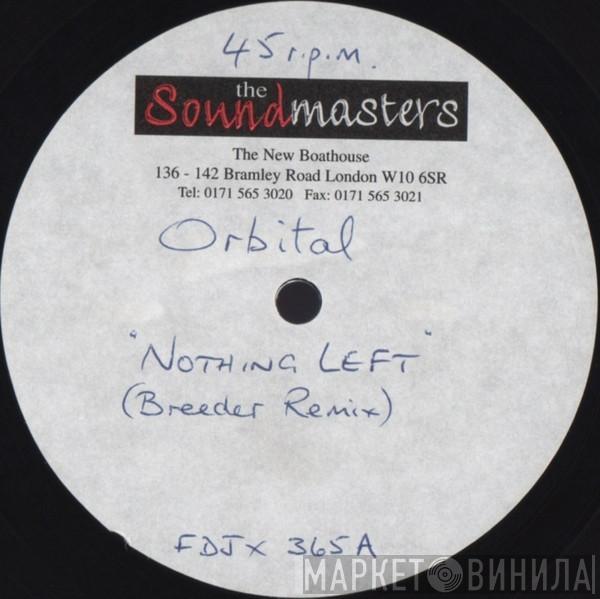 45 r.p.m.
the
Soundmasters
The New Boathouse
136 - 142 Bramley Road London W10 6SR
Tel: 0171 565 3020 Fax: 0171 565 3021
Orbital
"NOTHING LEFT"
(Breeder Remix)
FDJX 365A
МАРКЕТ ВИНИЛА